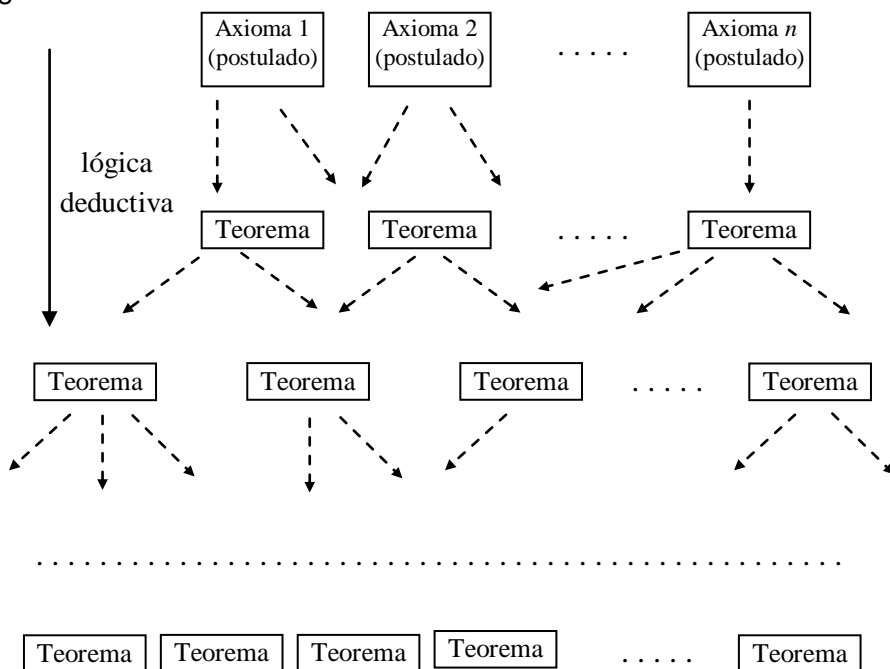 Axioma 1
(postulado)
Axioma 2
(postulado)
. . . . .
Axioma n
(postulado)
lógica
deductiva
Teorema
Teorema
. . . . .
Teorema
Teorema
Teorema
Teorema
. . . . .
Teorema
. . . . . . . . . . . . . . . . . . . . . . . . . . . . . . . . . . . . . . . . . . . . . . . . . . .
Teorema
Teorema
Teorema
Teorema
. . . . .
Teorema